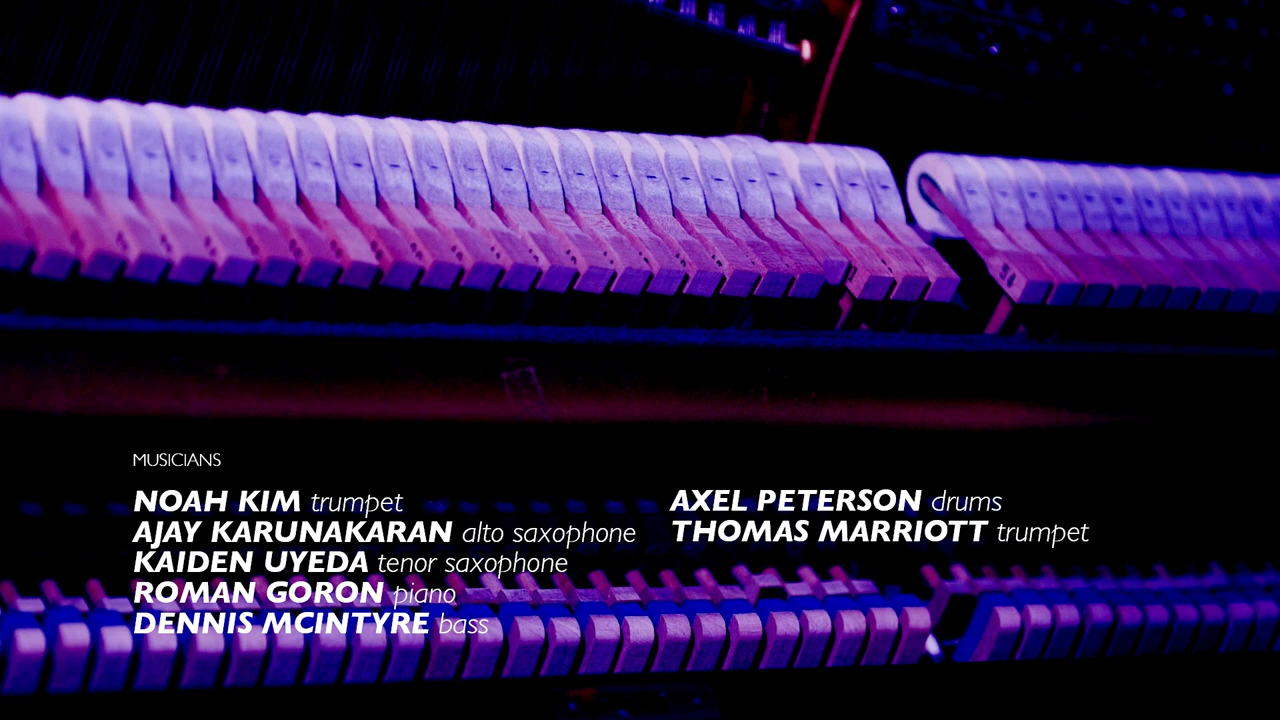 MUSICIANS
NOAH KIM trumpet
AJAY KARUNAKARAN alto saxophone
KAIDEN UYEDA tenor saxophone
ROMAN GORON piano
DENNIS MCINTYRE bass
AXEL PETERSON drums
THOMAS MARRIOTT trumpet
54